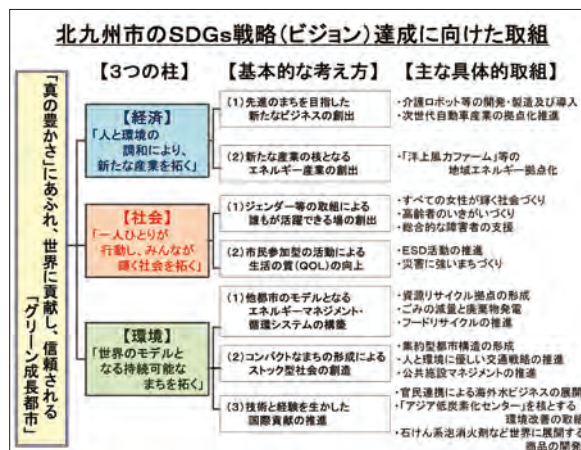 北九州市のSDGs戦略(ビジョン)達成に向けた取組
「真の豊かさ」にあふれ、世界に貢献し、信頼される
「グリーン成長都市」
【3つの柱】
【経済】
「人と環境の
調和により、
新たな産業を拓く」
【社会】
「一人ひとりが
行動し、みんなが
輝く社会を拓く」
【環境】
「世界のモデルと
なる持続可能な
まちを拓く」
【基本的な考え方】
(1)先進のまちを目指した
新たなビジネスの創出
(2)新たな産業の核となる
エネルギー産業の創出
(1)ジェンダー等の取組による
誰もが活躍できる場の創出
(2)市民参加型の活動による
生活の質(QOL)の向上
(1)他都市のモデルとなる
エネルギーマネジメント・
循環システムの構築
(2)コンパクトなまちの形成による
ストック型社会の創造
(3)技術と経験を生かした
国際貢献の推進
【主な具体的取組】
・介護ロボット等の開発・製造及び導入
・次世代自動車産業の拠点化推進
・「洋上風力ファーム」等の
地域エネルギー拠点化
・すべての女性が輝く社会づくり
・高齢者のいきがいづくり
・総合的な障害者の支援
・ESD活動の推進
・災害に強いまちづくり
・資源リサイクル拠点の形成
・ごみの減量と廃棄物発電
・フードリサイクルの推進
・集約型都市構造の形成
・人と環境に優しい交通戦略の推進
・公共施設マネジメントの推進
・官民連携による海外水ビジネスの展開
・「アジア低炭素化センター」を核とする
環境改善の取組
・石けん系泡消火剤など世界に展開する
商品の開発